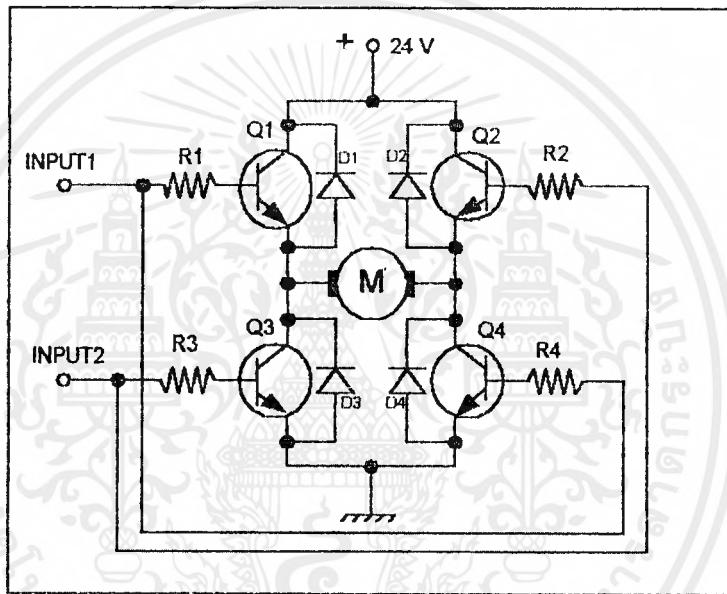 + 24 V
Q1 Q2
D1 D2
R1 R2
INPUT1
M
Q3 Q4
R3 R4
INPUT2
D3 D4